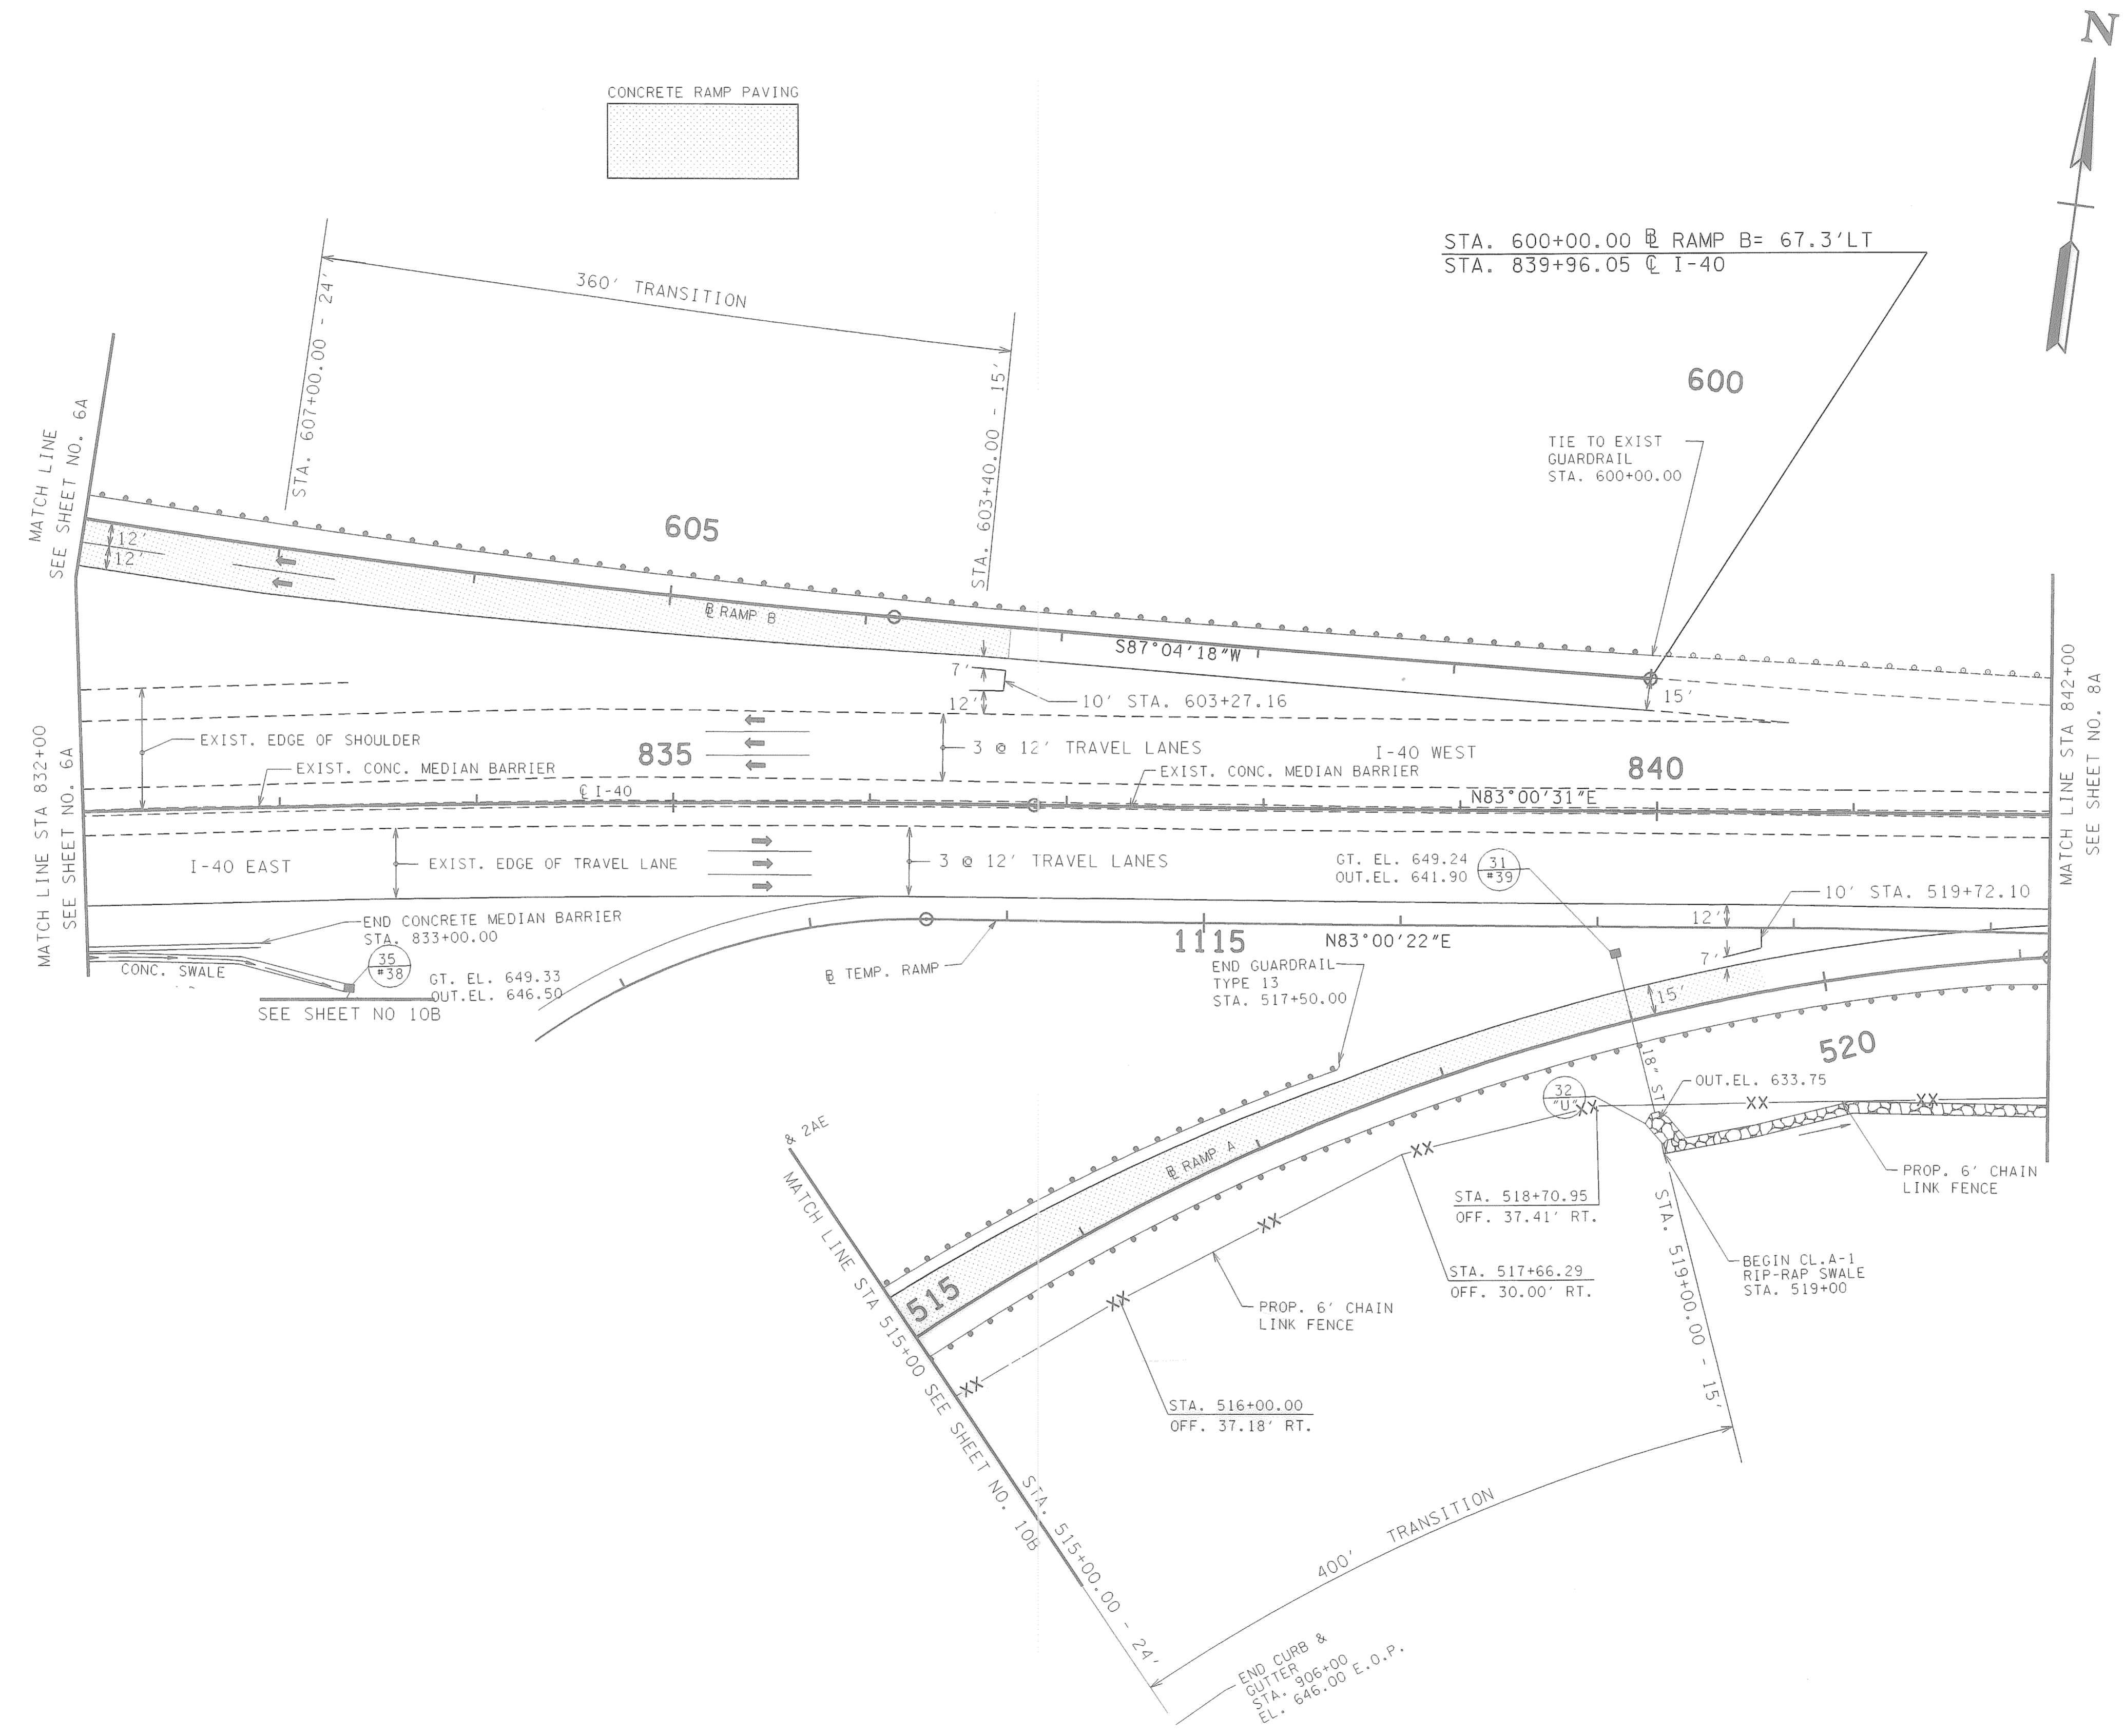 N
CONCRETE RAMP PAVING
STA. 600+00.00 ℄ RAMP B= 67.3'LT
STA. 839+96.05 ℄ I-40
360' TRANSITION
STA. 607+00.00 - 24'
STA. 603+40.00 - 15'
600
TIE TO EXIST
GUARDRAIL
STA. 600+00.00
MATCH LINE
SEE SHEET NO. 6A
605
12'
12'
℄ RAMP B
S87°04'18"W
7'
12'
10' STA. 603+27.16
15'
EXIST. EDGE OF SHOULDER
835
3 @ 12' TRAVEL LANES
I-40 WEST
EXIST. CONC. MEDIAN BARRIER
EXIST. CONC. MEDIAN BARRIER
840
℄ I-40
N83°00'31"E
MATCH LINE STA 832+00
SEE SHEET NO. 6A
MATCH LINE STA 842+00
SEE SHEET NO. 8A
I-40 EAST
EXIST. EDGE OF TRAVEL LANE
3 @ 12' TRAVEL LANES
GT. EL. 649.24
OUT.EL. 641.90
31
#39
10' STA. 519+72.10
12'
7'
END CONCRETE MEDIAN BARRIER
STA. 833+00.00
35
#38
CONC. SWALE
GT. EL. 649.33
OUT.EL. 646.50
SEE SHEET NO 10B
℄ TEMP. RAMP
1115
N83°00'22"E
END GUARDRAIL
TYPE 13
STA. 517+50.00
15'
520
18" ST
OUT.EL. 633.75
32
"U"
XX
XX
XX
XX
XX
XX
XX
& 2AE
℄ RAMP A
PROP. 6' CHAIN
LINK FENCE
STA. 518+70.95
OFF. 37.41' RT.
STA. 517+66.29
OFF. 30.00' RT.
BEGIN CL.A-1
RIP-RAP SWALE
STA. 519+00
515
PROP. 6' CHAIN
LINK FENCE
STA. 516+00.00
OFF. 37.18' RT.
MATCH LINE STA 515+00 SEE SHEET NO. 10B
STA. 519+00.00 - 15'
STA. 515+00.00 - 24'
400' TRANSITION
END CURB &
GUTTER
STA. 906+00
EL. 646.00 E.O.P.